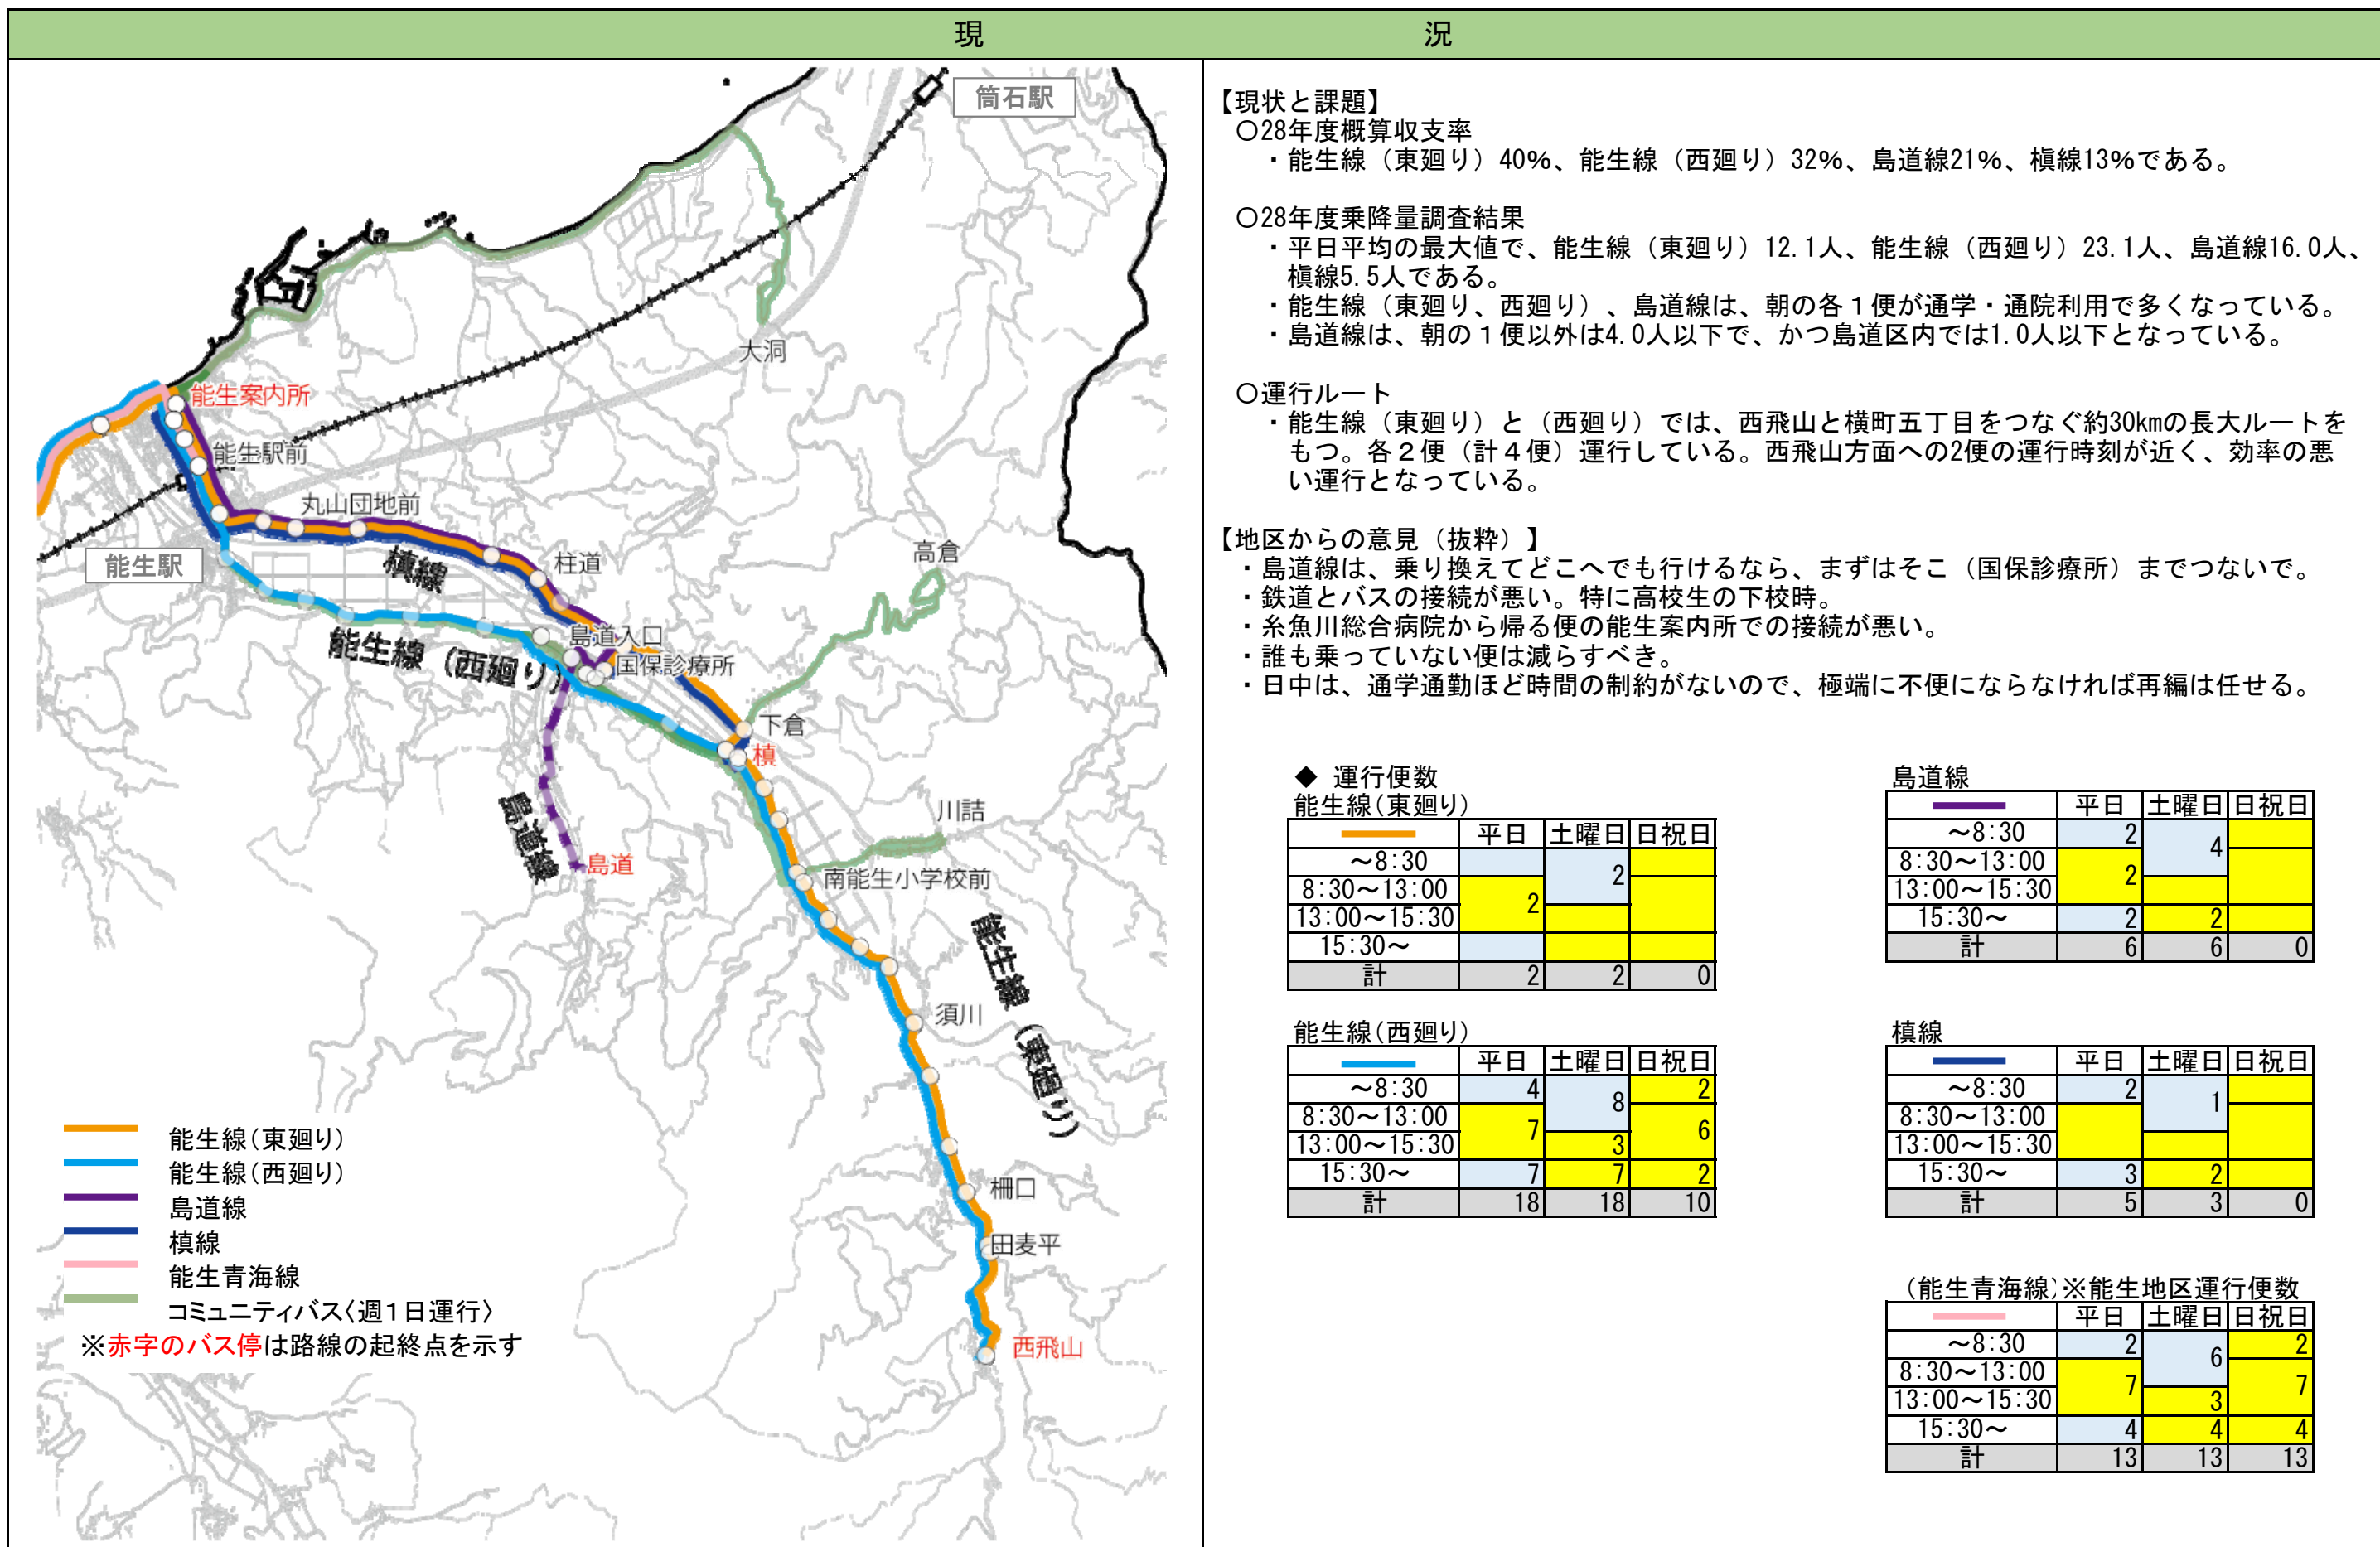 現　況
筒石駅
大洞
能生案内所
能生駅前
丸山団地前
能生駅
槙線
柱道
高倉
島道入口
能生線（西廻り）
国保診療所
下倉
槙
島道線
川詰
島道
南能生小学校前
能生線（東廻り）
須川
柵口
田麦平
西飛山
能生線(東廻り)
能生線(西廻り)
島道線
槙線
能生青海線
コミュニティバス〈週１日運行〉
※赤字のバス停は路線の起終点を示す
【現状と課題】
〇28年度概算収支率
・能生線（東廻り）40%、能生線（西廻り）32%、島道線21%、槇線13%である。
〇28年度乗降量調査結果
・平日平均の最大値で、能生線（東廻り）12.1人、能生線（西廻り）23.1人、島道線16.0人、
槇線5.5人である。
・能生線（東廻り、西廻り）、島道線は、朝の各１便が通学・通院利用で多くなっている。
・島道線は、朝の１便以外は4.0人以下で、かつ島道区内では1.0人以下となっている。
〇運行ルート
・能生線（東廻り）と（西廻り）では、西飛山と横町五丁目をつなぐ約30kmの長大ルートを
もつ。各２便（計４便）運行している。西飛山方面への2便の運行時刻が近く、効率の悪
い運行となっている。
【地区からの意見（抜粋）】
・島道線は、乗り換えてどこへでも行けるなら、まずはそこ（国保診療所）までつないで。
・鉄道とバスの接続が悪い。特に高校生の下校時。
・糸魚川総合病院から帰る便の能生案内所での接続が悪い。
・誰も乗っていない便は減らすべき。
・日中は、通学通勤ほど時間の制約がないので、極端に不便にならなければ再編は任せる。
◆ 運行便数
能生線(東廻り)
平日 土曜日 日祝日
～8:30 2
8:30～13:00 2
13:00～15:30
15:30～
計 2 2 0
島道線
平日 土曜日 日祝日
～8:30 2 4
8:30～13:00 2
13:00～15:30
15:30～ 2 2
計 6 6 0
能生線(西廻り)
平日 土曜日 日祝日
～8:30 4 8 2
8:30～13:00 7 6
13:00～15:30 3
15:30～ 7 7 2
計 18 18 10
槙線
平日 土曜日 日祝日
～8:30 2 1
8:30～13:00
13:00～15:30
15:30～ 3 2
計 5 3 0
(能生青海線)※能生地区運行便数
平日 土曜日 日祝日
～8:30 2 6 2
8:30～13:00 7 7
13:00～15:30 3
15:30～ 4 4 4
計 13 13 13